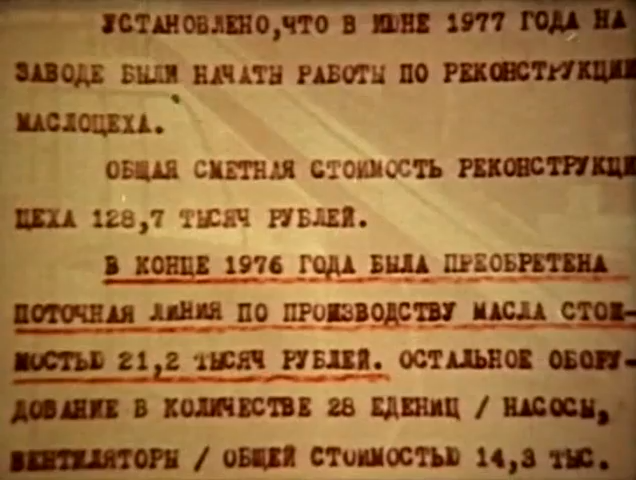 УСТАНОВЛЕНО,ЧТО В ИЮНЕ 1977 ГОДА НА
ЗАВОДЕ БЫЛИ НАЧАТЫ РАБОТЫ ПО РЕКОНСТРУКЦИИ
МАСЛОЦЕХА.
ОБЩАЯ СМЕТНАЯ СТОИМОСТЬ РЕКОНСТРУКЦИ
ЦЕХА 128,7 ТЫСЯЧ РУБЛЕЙ.
В КОНЦЕ 1976 ГОДА БЫЛА ПРЕОБРЕТЕНА
ПОТОЧНАЯ ЛИНИЯ ПО ПРОИЗВОДСТВУ МАСЛА СТОИ-
МОСТЬЮ 21,2 ТЫСЯЧ РУБЛЕЙ. ОСТАЛЬНОЕ ОБОРУ-
ДОВАНИЕ В КОЛИЧЕСТВЕ 28 ЕДЕНИЦ / НАСОСЫ,
ВЕНТИЛЯТОРЫ / ОБЩЕЙ СТОИМОСТЬЮ 14,3 ТЫС.